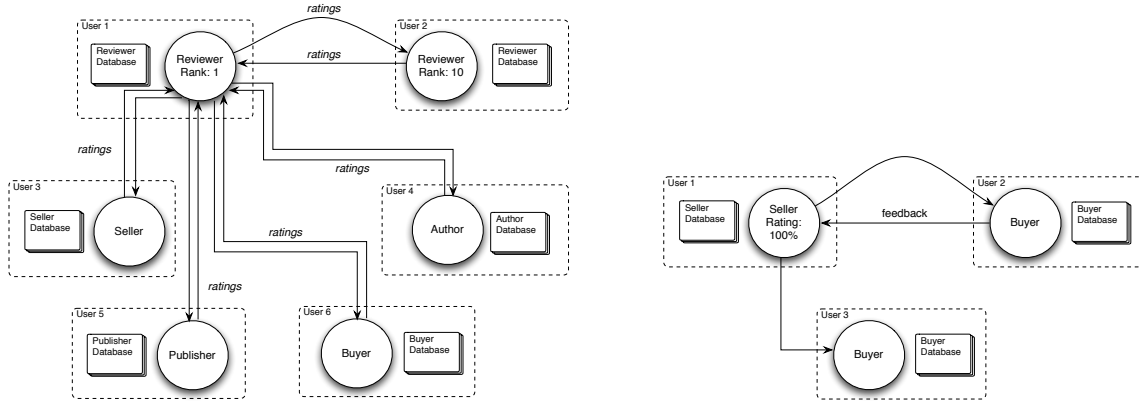 ratings
User 1
Reviewer
Database
Reviewer
Rank: 1
ratings
User 2
Reviewer
Rank: 10
Reviewer
Database
ratings
ratings
User 3
Seller
Database
Seller
User 4
Author
Author
Database
ratings
ratings
User 5
Publisher
Database
Publisher
User 6
Buyer
Buyer
Database
User 1
Seller
Database
Seller
Rating:
100%
feedback
User 2
Buyer
Buyer
Database
User 3
Buyer
Buyer
Database